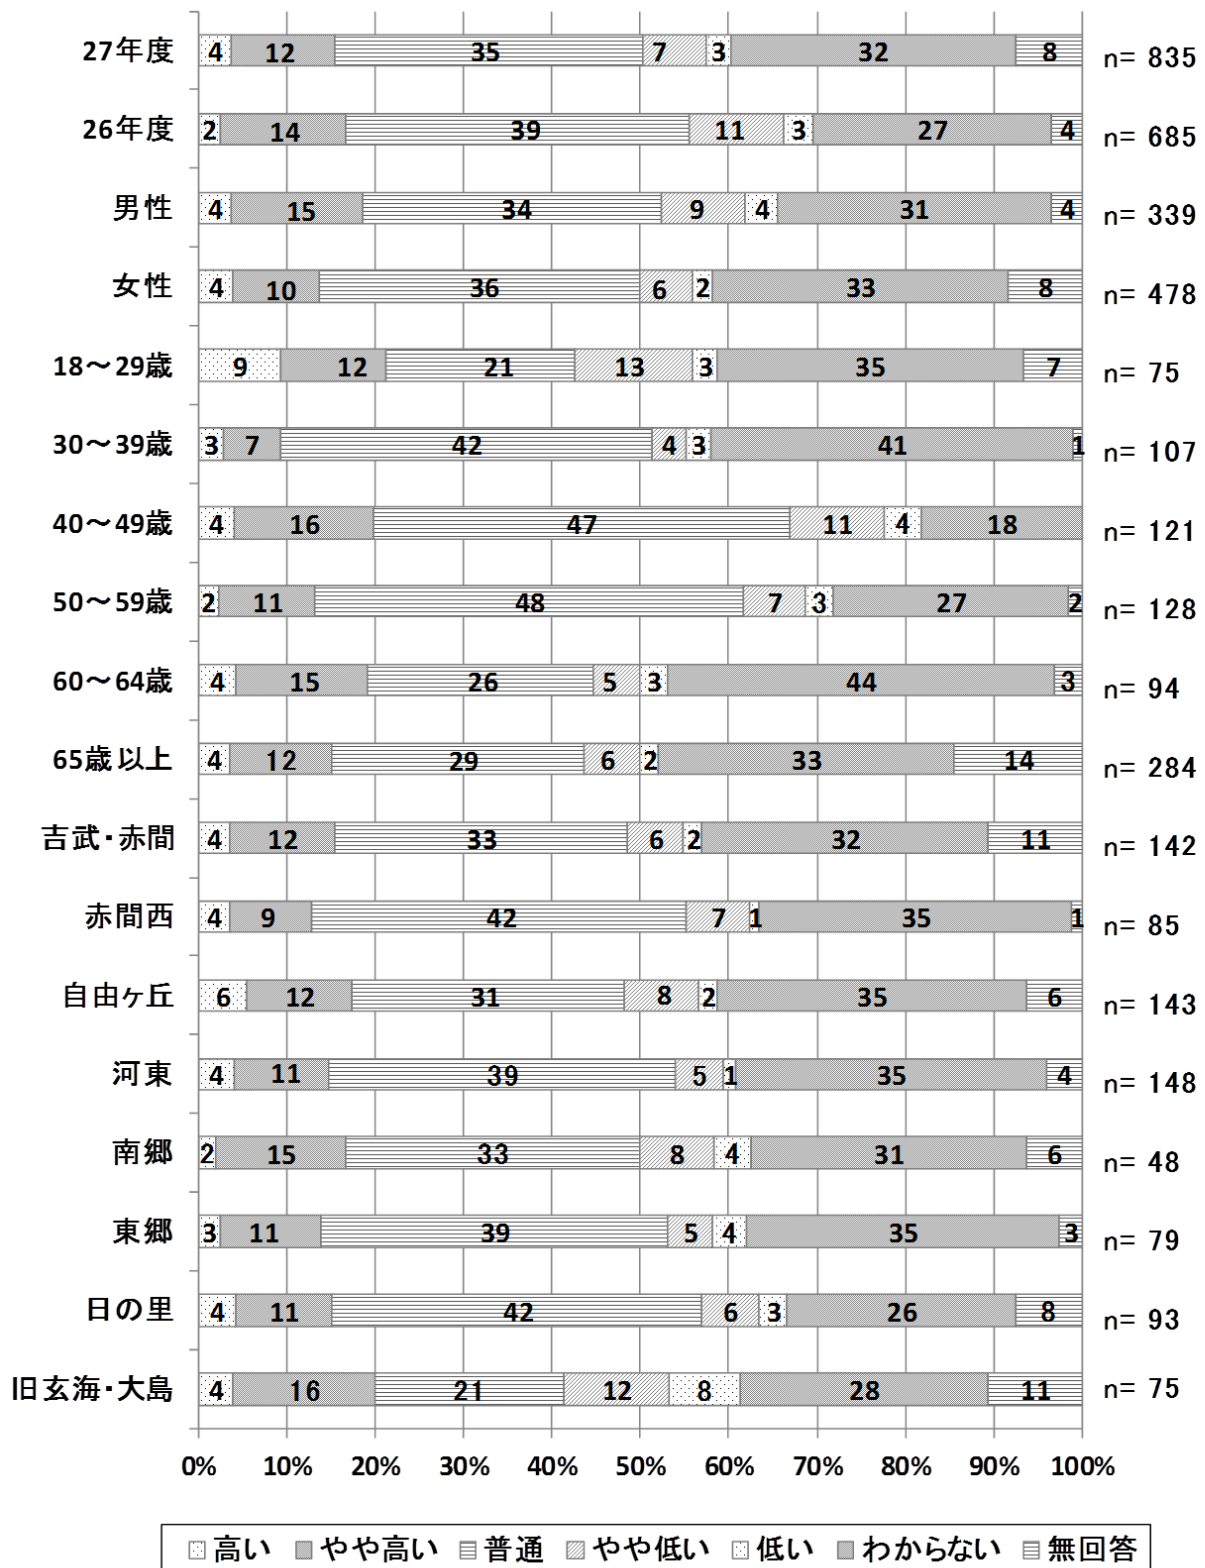 27年度 4 12 35 7 3 32 8 n= 835
26年度 2 14 39 11 3 27 4 n= 685
男性 4 15 34 9 4 31 4 n= 339
女性 4 10 36 6 2 33 8 n= 478
18～29歳 9 12 21 13 3 35 7 n= 75
30～39歳 3 7 42 4 3 41 1 n= 107
40～49歳 4 16 47 11 4 18 n= 121
50～59歳 2 11 48 7 3 27 2 n= 128
60～64歳 4 15 26 5 3 44 3 n= 94
65歳以上 4 12 29 6 2 33 14 n= 284
吉武・赤間 4 12 33 6 2 32 11 n= 142
赤間西 4 9 42 7 1 35 1 n= 85
自由ヶ丘 6 12 31 8 2 35 6 n= 143
河東 4 11 39 5 1 35 4 n= 148
南郷 2 15 33 8 4 31 6 n= 48
東郷 3 11 39 5 4 35 3 n= 79
日の里 4 11 42 6 3 26 8 n= 93
旧玄海・大島 4 16 21 12 8 28 11 n= 75
0% 10% 20% 30% 40% 50% 60% 70% 80% 90% 100%
高い やや高い 普通 やや低い 低い わからない 無回答